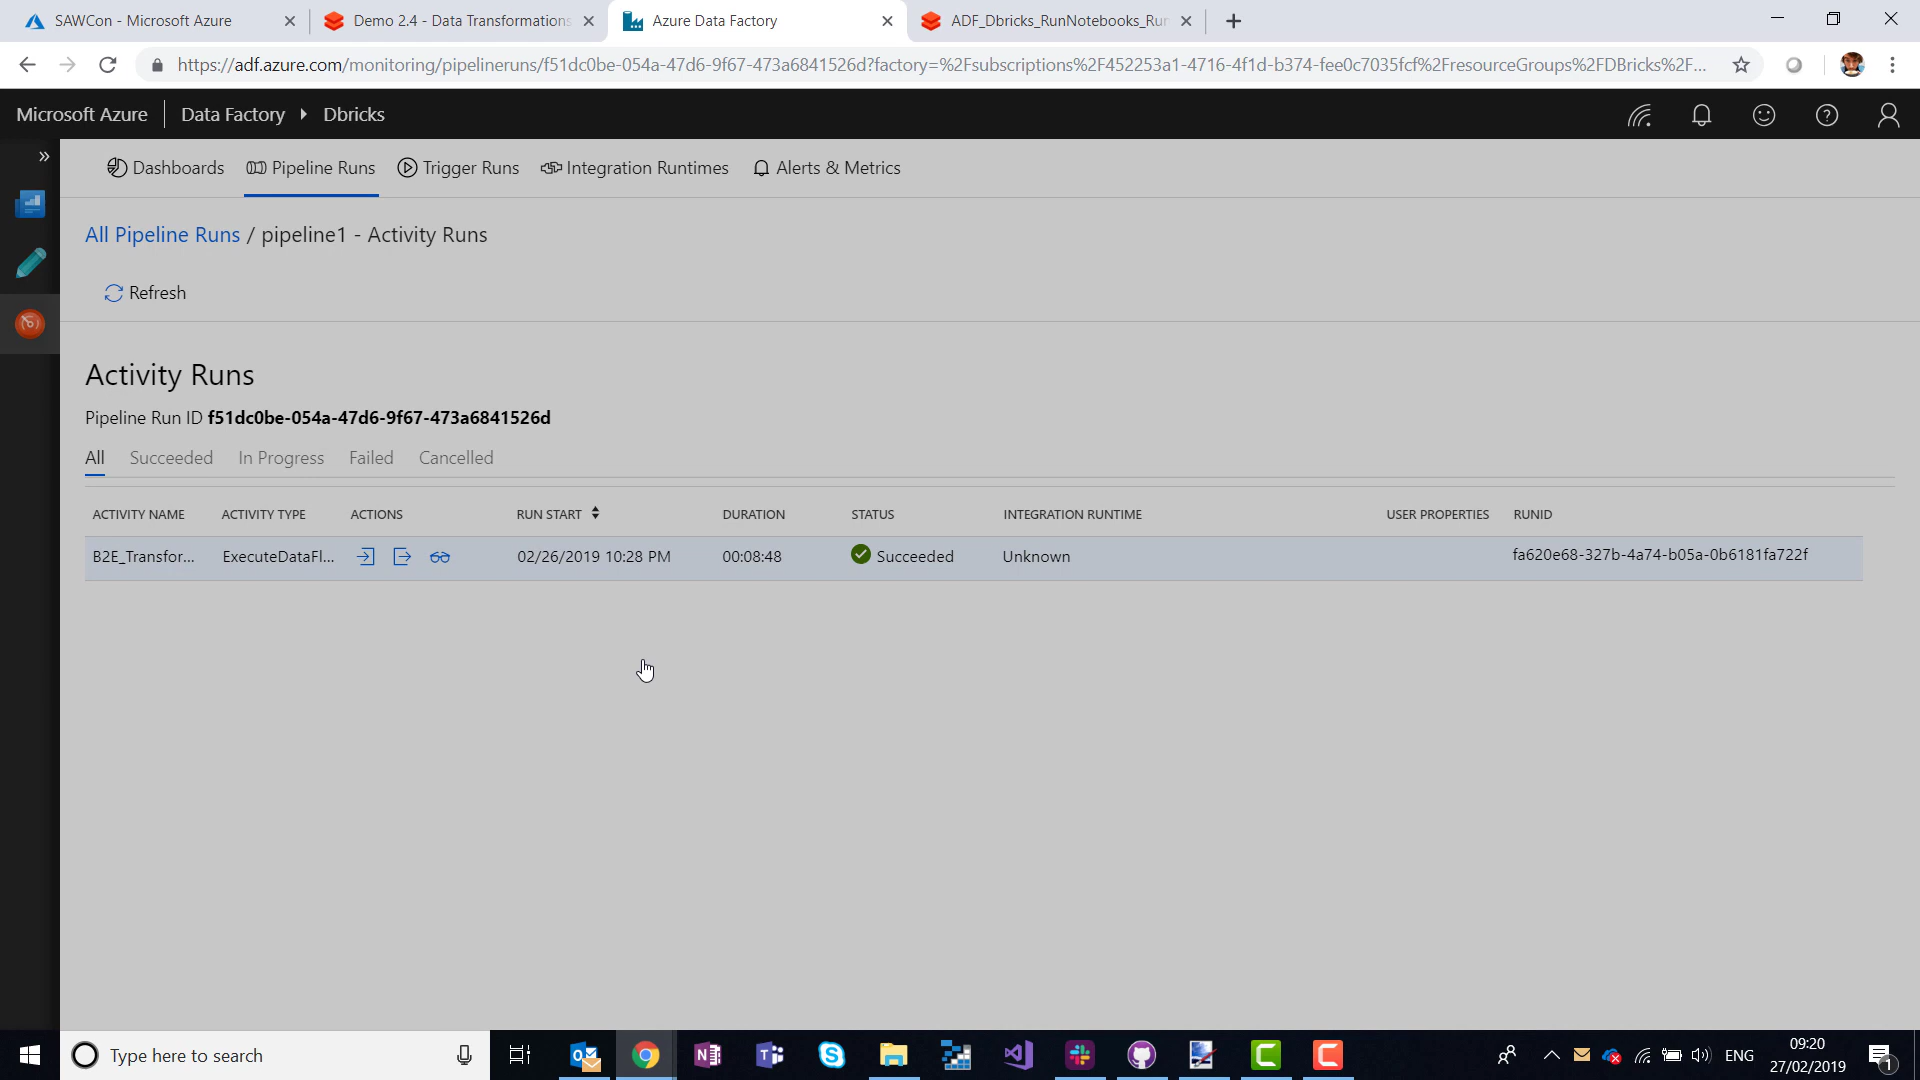 SAWCon - Microsoft Azure
Demo 2.4 - Data Transformations
Azure Data Factory
ADF_Dbricks_RunNotebooks_Run
https://adf.azure.com/monitoring/pipelineruns/f51dc0be-054a-47d6-9f67-473a6841526d?factory=%2Fsubscriptions%2F452253a1-4716-4f1d-b374-fee0c7035fcf%2FresourceGroups%2FDBricks%2F...
Microsoft Azure Data Factory Dbricks
Dashboards Pipeline Runs Trigger Runs Integration Runtimes Alerts & Metrics
All Pipeline Runs / pipeline1 - Activity Runs
Refresh
Activity Runs
Pipeline Run ID f51dc0be-054a-47d6-9f67-473a6841526d
All Succeeded In Progress Failed Cancelled
ACTIVITY NAME ACTIVITY TYPE ACTIONS RUN START DURATION STATUS INTEGRATION RUNTIME USER PROPERTIES RUNID
B2E_Transfor... ExecuteDataFl... 02/26/2019 10:28 PM 00:08:48 Succeeded Unknown fa620e68-327b-4a74-b05a-0b6181fa722f
Type here to search
ENG
09:20
27/02/2019
1